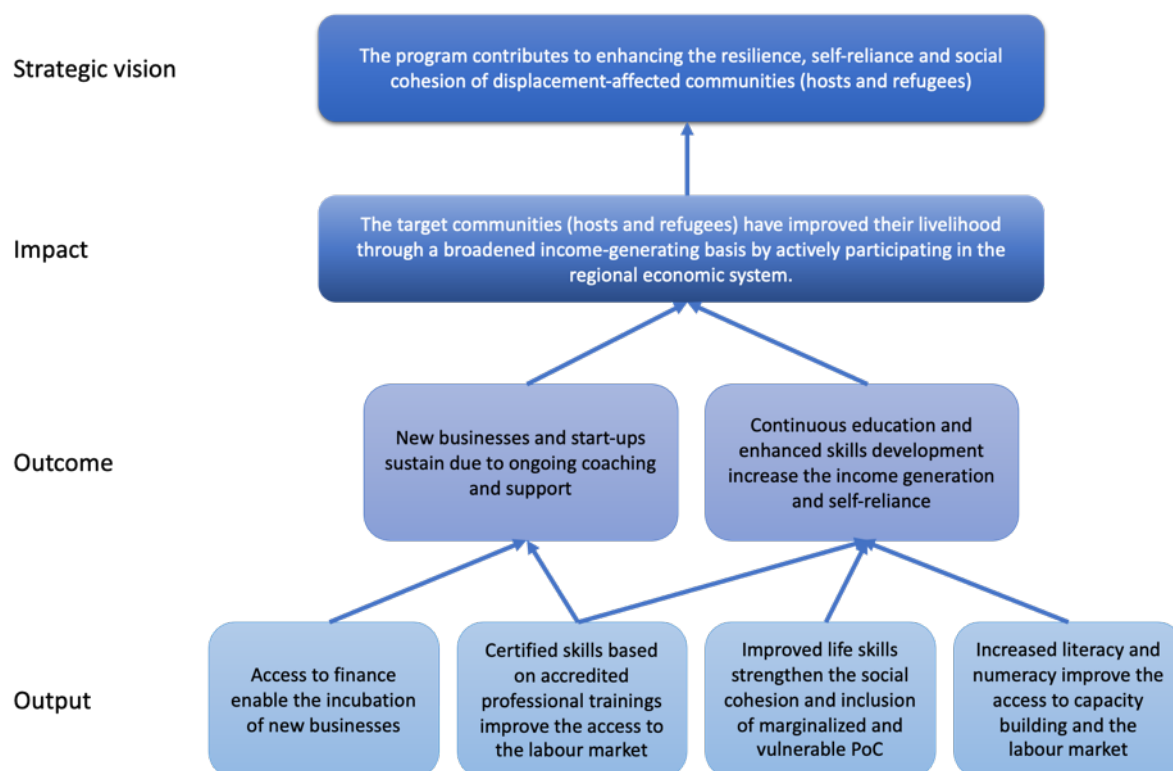 Strategic vision
The program contributes to enhancing the resilience, self-reliance and social
cohesion of displacement-affected communities (hosts and refugees)
Impact
The target communities (hosts and refugees) have improved their livelihood
through a broadened income-generating basis by actively participating in the
regional economic system.
Outcome
New businesses and start-ups
sustain due to ongoing coaching
and support
Continuous education and
enhanced skills development
increase the income generation
and self-reliance
Output
Access to finance
enable the incubation
of new businesses
Certified skills based
on accredited
professional trainings
improve the access to
the labour market
Improved life skills
strengthen the social
cohesion and inclusion
of marginalized and
vulnerable PoC
Increased literacy and
numeracy improve the
access to capacity
building and the
labour market